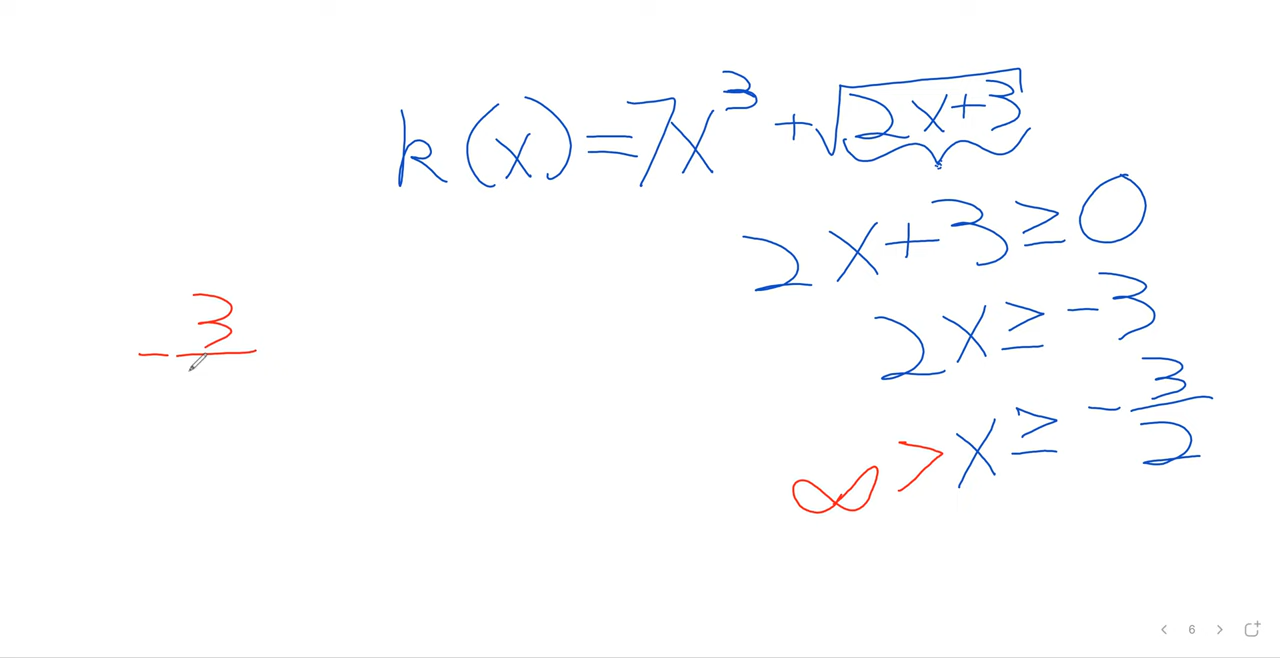 k(x)=7x³+√(2x+3)
2x+3≥0
2x≥-3
∞>x≥-3/2
-3
< 6 >